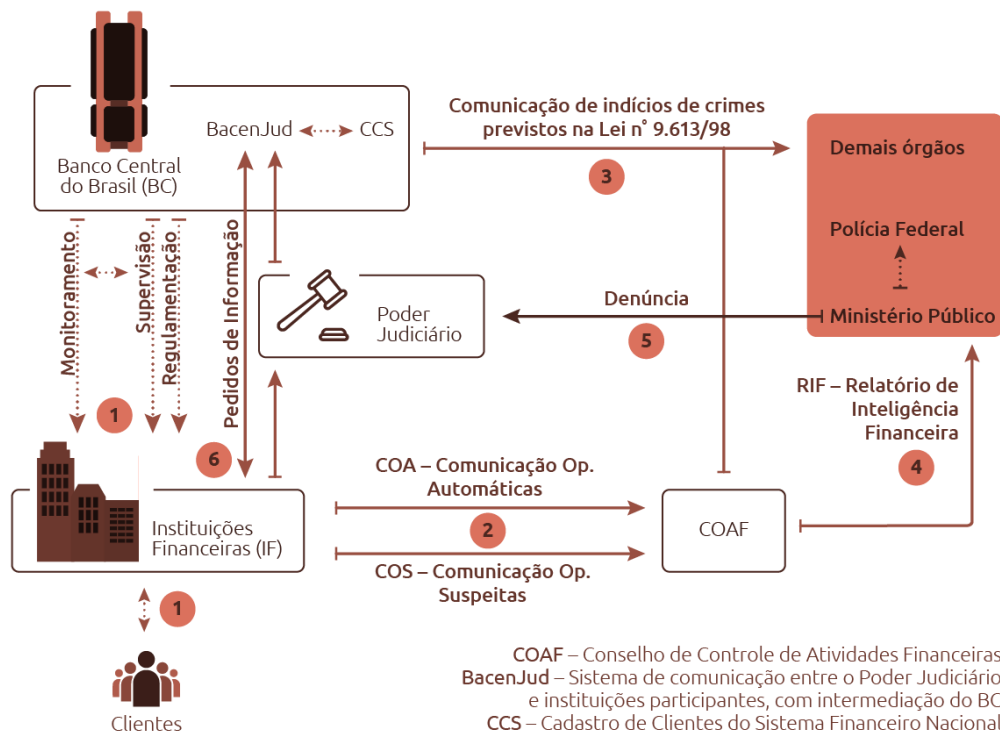 Banco Central
do Brasil (BC)
BacenJud
CCS
Comunicação de indícios de crimes
previstos na Lei n° 9.613/98
3
Demais órgãos
Polícia Federal
Ministério Público
Monitoramento
Supervisão
Regulamentação
Pedidos de Informação
Poder
Judiciário
Denúncia
5
RIF – Relatório de
Inteligência
Financeira
4
1
6
COA – Comunicação Op.
Automáticas
2
COS – Comunicação Op.
Suspeitas
COAF
Instituições
Financeiras (IF)
1
Clientes
COAF – Conselho de Controle de Atividades Financeiras
BacenJud – Sistema de comunicação entre o Poder Judiciário
e instituições participantes, com intermediação do BC
CCS – Cadastro de Clientes do Sistema Financeiro Nacional